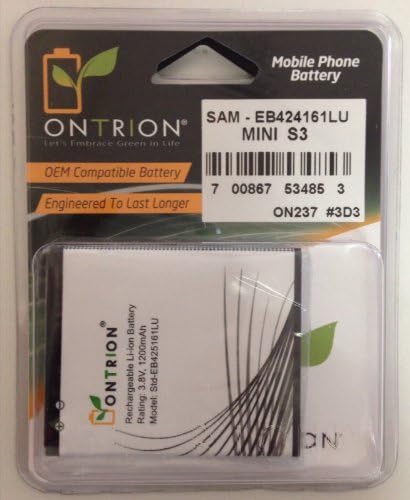 Mobile Phone
Battery
ONTRION®
Let's Embrace Green in Life
OEM Compatible Battery
Engineered To Last Longer
SAM - EB424161LU
MINI S3
7 00867 53485 3
ON237 #3D3
ONTRION®
Rechargeable Li-ion Battery
Rating: 3.8V, 1200mAh
Model: Std-EB425161LU
ONTRION®